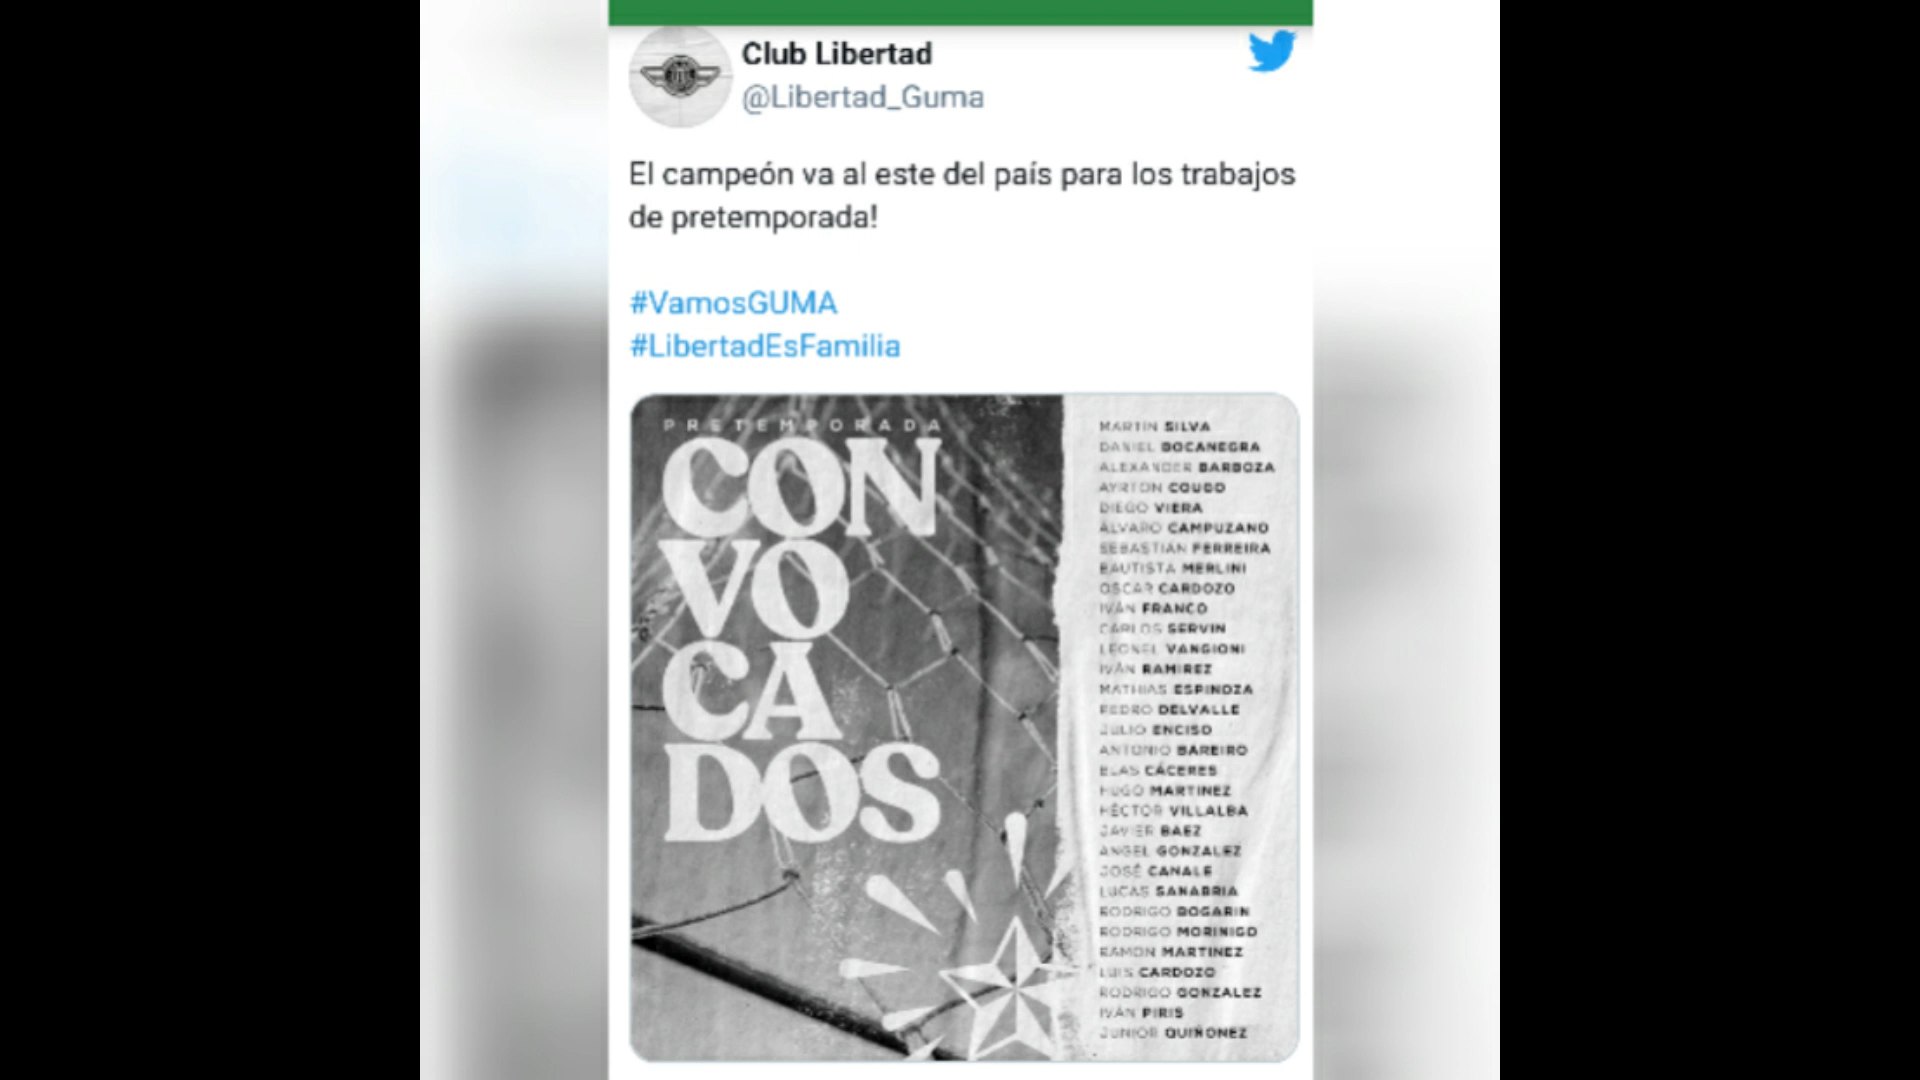 Club Libertad
@Libertad_Guma
El campeón va al este del país para los trabajos
de pretemporada!
#VamosGUMA
#LibertadEsFamilia
PRETEMPORADA
CON
VO
CA
DOS
MARTÍN SILVA
DANIEL BOCANEGRA
ALEXANDER BARBOZA
AYRTON COUGO
DIEGO VIERA
ÁLVARO CAMPUZANO
SEBASTIÁN FERREIRA
BAUTISTA MERLINI
OSCAR CARDOZO
IVÁN FRANCO
CARLOS SERVIN
LEONEL VANGIONI
IVÁN RAMIREZ
MATHIAS ESPINOZA
PEDRO DELVALLE
JULIO ENCISO
ANTONIO BAREIRO
BLAS CÁCERES
HUGO MARTINEZ
HÉCTOR VILLALBA
JAVIER BAEZ
ANGEL GONZALEZ
JOSÉ CANALE
LUCAS SANABRIA
RODRIGO BOGARIN
RODRIGO MORINIGO
RAMON MARTINEZ
LUIS CARDOZO
RODRIGO GONZALEZ
IVÁN PIRIS
JUNIOR QUIÑONEZ